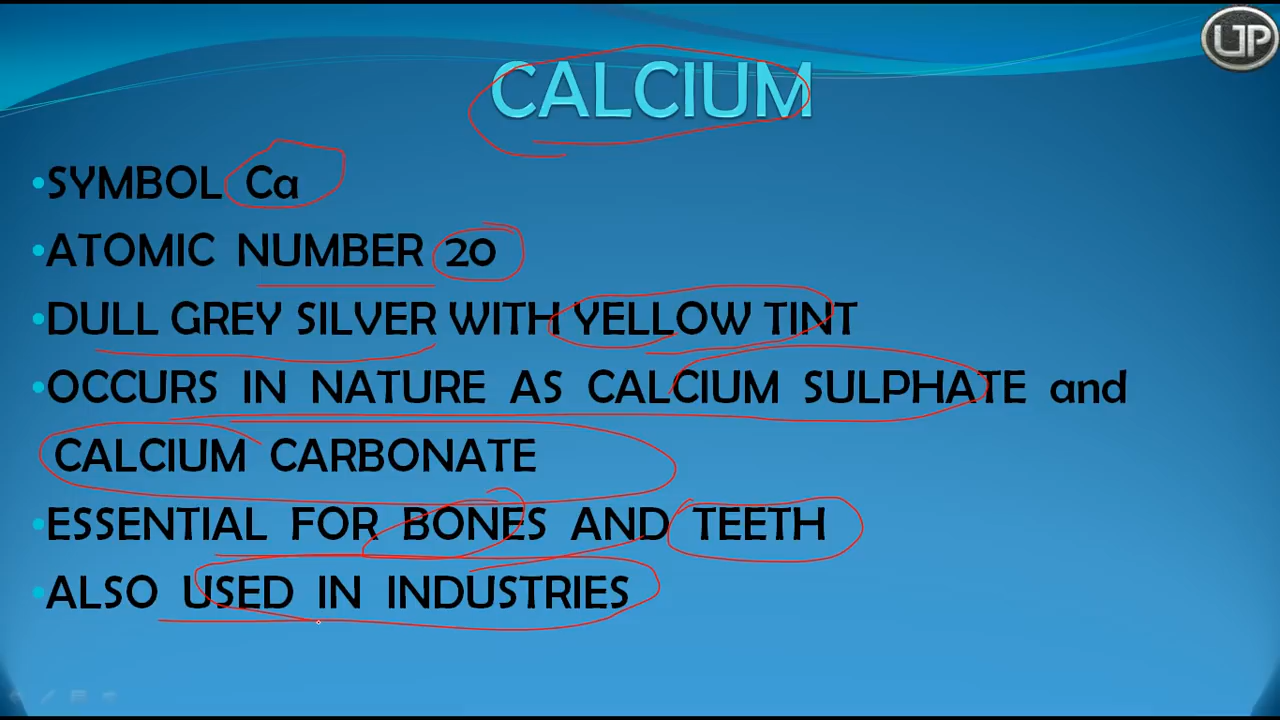 UP
CALCIUM
•SYMBOL Ca
•ATOMIC NUMBER 20
•DULL GREY SILVER WITH YELLOW TINT
•OCCURS IN NATURE AS CALCIUM SULPHATE and
CALCIUM CARBONATE
•ESSENTIAL FOR BONES AND TEETH
•ALSO USED IN INDUSTRIES